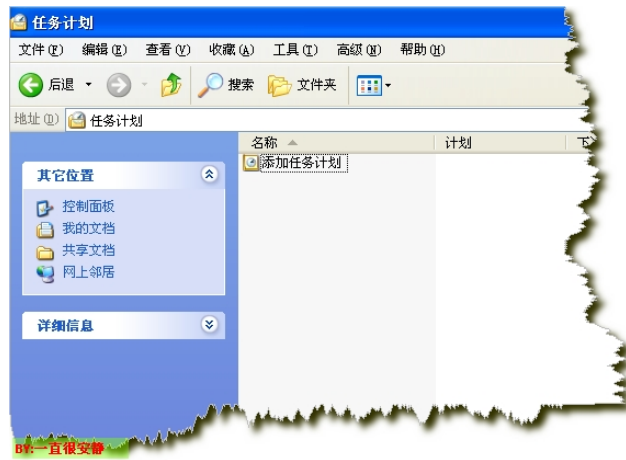 任务计划
文件(F) 编辑(E) 查看(V) 收藏(A) 工具(T) 高级(N) 帮助(H)
后退 搜索 文件夹
地址(D) 任务计划
名称 计划
添加任务计划
其它位置
控制面板
我的文档
共享文档
网上邻居
详细信息
BY:一直很安静